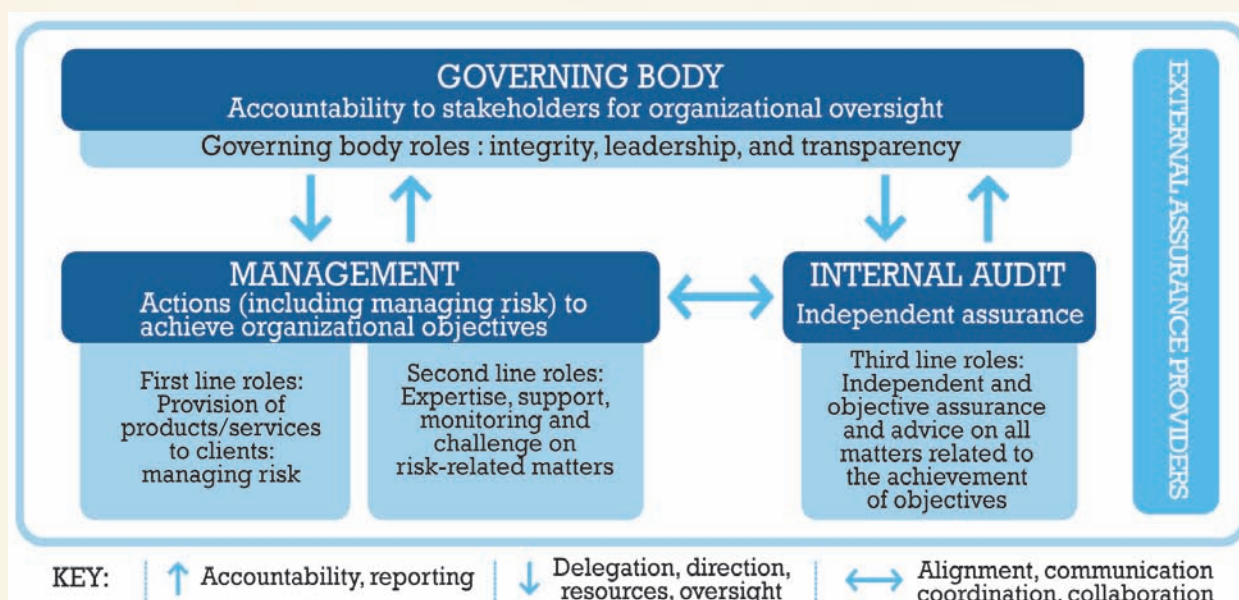 GOVERNING BODY
Accountability to stakeholders for organizational oversight
Governing body roles : integrity, leadership, and transparency
MANAGEMENT
Actions (including managing risk) to
achieve organizational objectives
First line roles:
Provision of
products/services
to clients:
managing risk
Second line roles:
Expertise, support,
monitoring and
challenge on
risk-related matters
INTERNAL AUDIT
Independent assurance
Third line roles:
Independent and
objective assurance
and advice on all
matters related to
the achievement
of objectives
EXTERNAL ASSURANCE PROVIDERS
KEY:
Accountability, reporting
Delegation, direction,
resources, oversight
Alignment, communication
coordination, collaboration